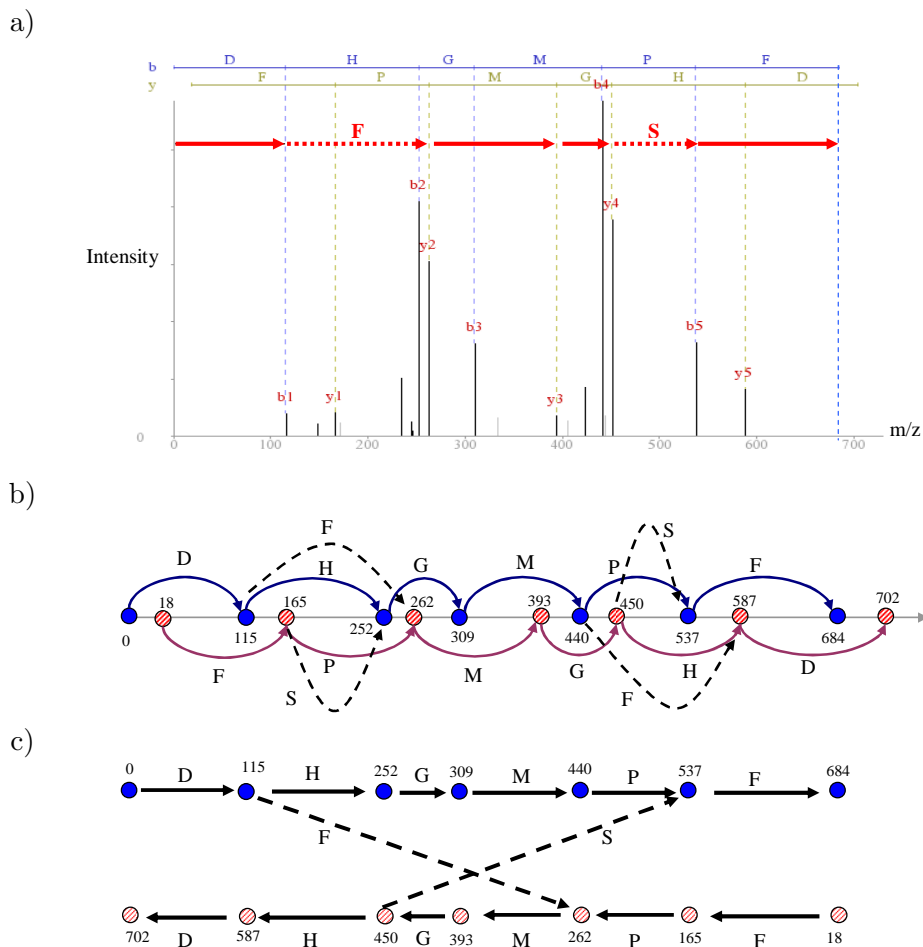 a)
b D H G M P F
y F P M G H D
b4
F S
b2
y4
y2
Intensity
b3 b5
y5
b1 y1 y3
0
0 100 200 300 400 500 600 700 m/z
b)
F S
D H G M P F
18 165 262 393 450 587 702
0 115 252 309 440 537 684
F S P M G F H D
c)
0 115 252 309 440 537 684
D H G M P F
F S
702 587 450 393 262 165 18
D H G M P F